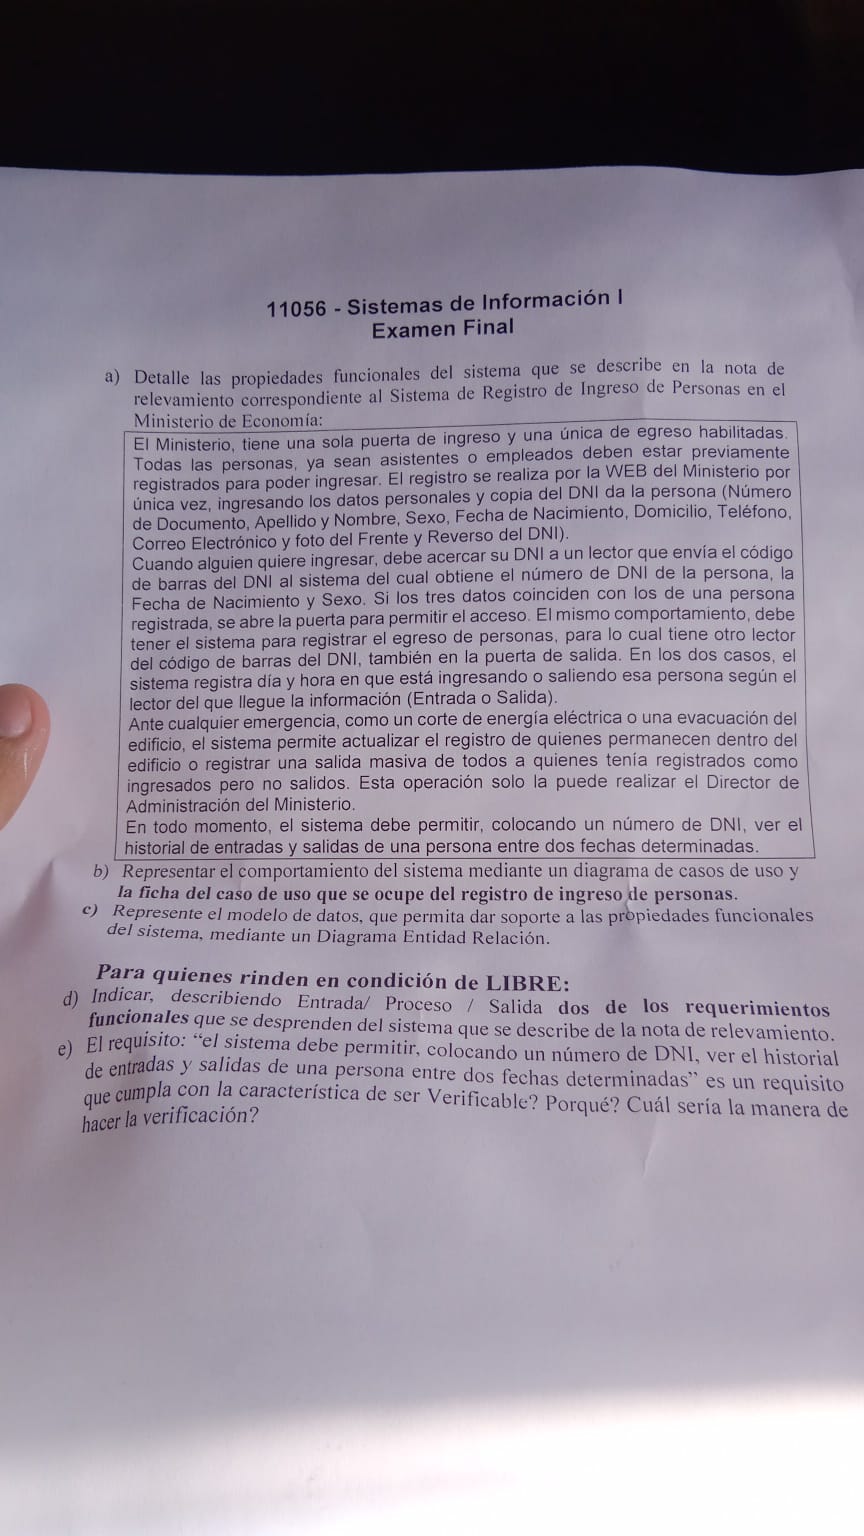 11056 - Sistemas de Información I
Examen Final
a) Detalle las propiedades funcionales del sistema que se describe en la nota de
relevamiento correspondiente al Sistema de Registro de Ingreso de Personas en el
Ministerio de Economía:
El Ministerio, tiene una sola puerta de ingreso y una única de egreso habilitadas.
Todas las personas, ya sean asistentes o empleados deben estar previamente
registrados para poder ingresar. El registro se realiza por la WEB del Ministerio por
única vez, ingresando los datos personales y copia del DNI da la persona (Número
de Documento, Apellido y Nombre, Sexo, Fecha de Nacimiento, Domicilio, Teléfono,
Correo Electrónico y foto del Frente y Reverso del DNI).
Cuando alguien quiere ingresar, debe acercar su DNI a un lector que envía el código
de barras del DNI al sistema del cual obtiene el número de DNI de la persona, la
Fecha de Nacimiento y Sexo. Si los tres datos coinciden con los de una persona
registrada, se abre la puerta para permitir el acceso. El mismo comportamiento, debe
tener el sistema para registrar el egreso de personas, para lo cual tiene otro lector
del código de barras del DNI, también en la puerta de salida. En los dos casos, el
sistema registra día y hora en que está ingresando o saliendo esa persona según el
lector del que llegue la información (Entrada o Salida).
Ante cualquier emergencia, como un corte de energía eléctrica o una evacuación del
edificio, el sistema permite actualizar el registro de quienes permanecen dentro del
edificio o registrar una salida masiva de todos a quienes tenía registrados como
ingresados pero no salidos. Esta operación solo la puede realizar el Director de
Administración del Ministerio.
En todo momento, el sistema debe permitir, colocando un número de DNI, ver el
historial de entradas y salidas de una persona entre dos fechas determinadas.
b) Representar el comportamiento del sistema mediante un diagrama de casos de uso y
la ficha del caso de uso que se ocupe del registro de ingreso de personas.
c) Represente el modelo de datos, que permita dar soporte a las propiedades funcionales
del sistema, mediante un Diagrama Entidad Relación.
Para quienes rinden en condición de LIBRE:
d) Indicar, describiendo Entrada/ Proceso / Salida dos de los requerimientos
funcionales que se desprenden del sistema que se describe de la nota de relevamiento.
e) El requisito: “el sistema debe permitir, colocando un número de DNI, ver el historial
de entradas y salidas de una persona entre dos fechas determinadas” es un requisito
que cumpla con la característica de ser Verificable? Porqué? Cuál sería la manera de
hacer la verificación?